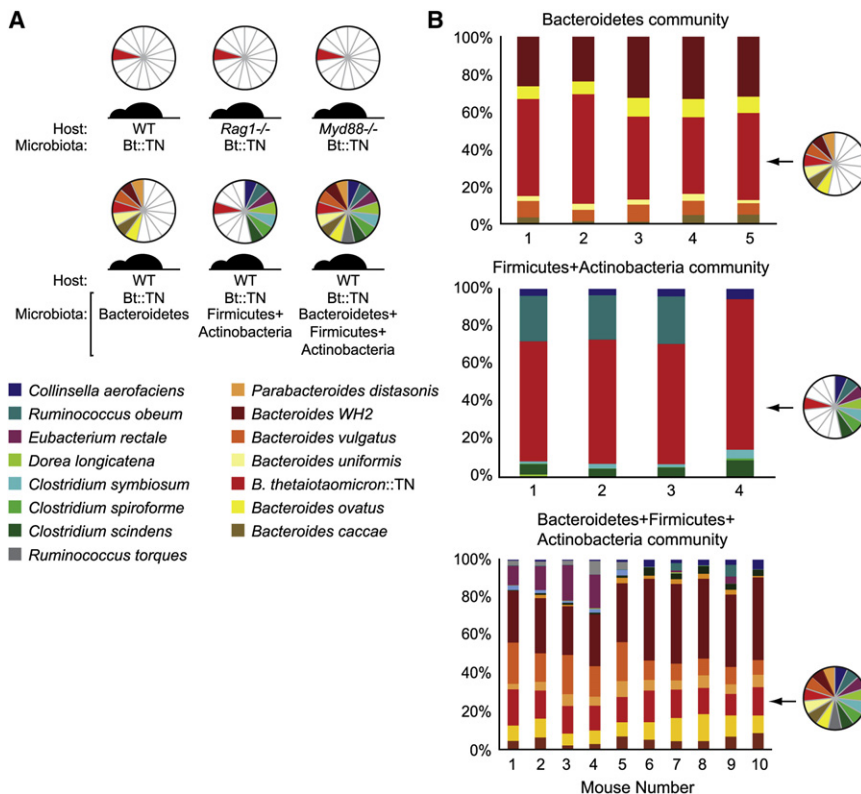 A
Host: WT Rag1-/- Myd88-/-
Microbiota: Bt::TN Bt::TN Bt::TN
Host: WT WT WT
Microbiota: Bt::TN Bt::TN Bt::TN
Bacteroidetes Firmicutes+ Bacteroidetes+
Actinobacteria Firmicutes+
Actinobacteria
Collinsella aerofaciens
Ruminococcus obeum
Eubacterium rectale
Dorea longicatena
Clostridium symbiosum
Clostridium spiroforme
Clostridium scindens
Ruminococcus torques
Parabacteroides distasonis
Bacteroides WH2
Bacteroides vulgatus
Bacteroides uniformis
B. thetaiotaomicron::TN
Bacteroides ovatus
Bacteroides caccae
B
Bacteroidetes community
100%
80%
60%
40%
20%
0%
1 2 3 4 5
Firmicutes+Actinobacteria community
100%
80%
60%
40%
20%
0%
1 2 3 4
Bacteroidetes+Firmicutes+
Actinobacteria community
100%
80%
60%
40%
20%
0%
1 2 3 4 5 6 7 8 9 10
Mouse Number